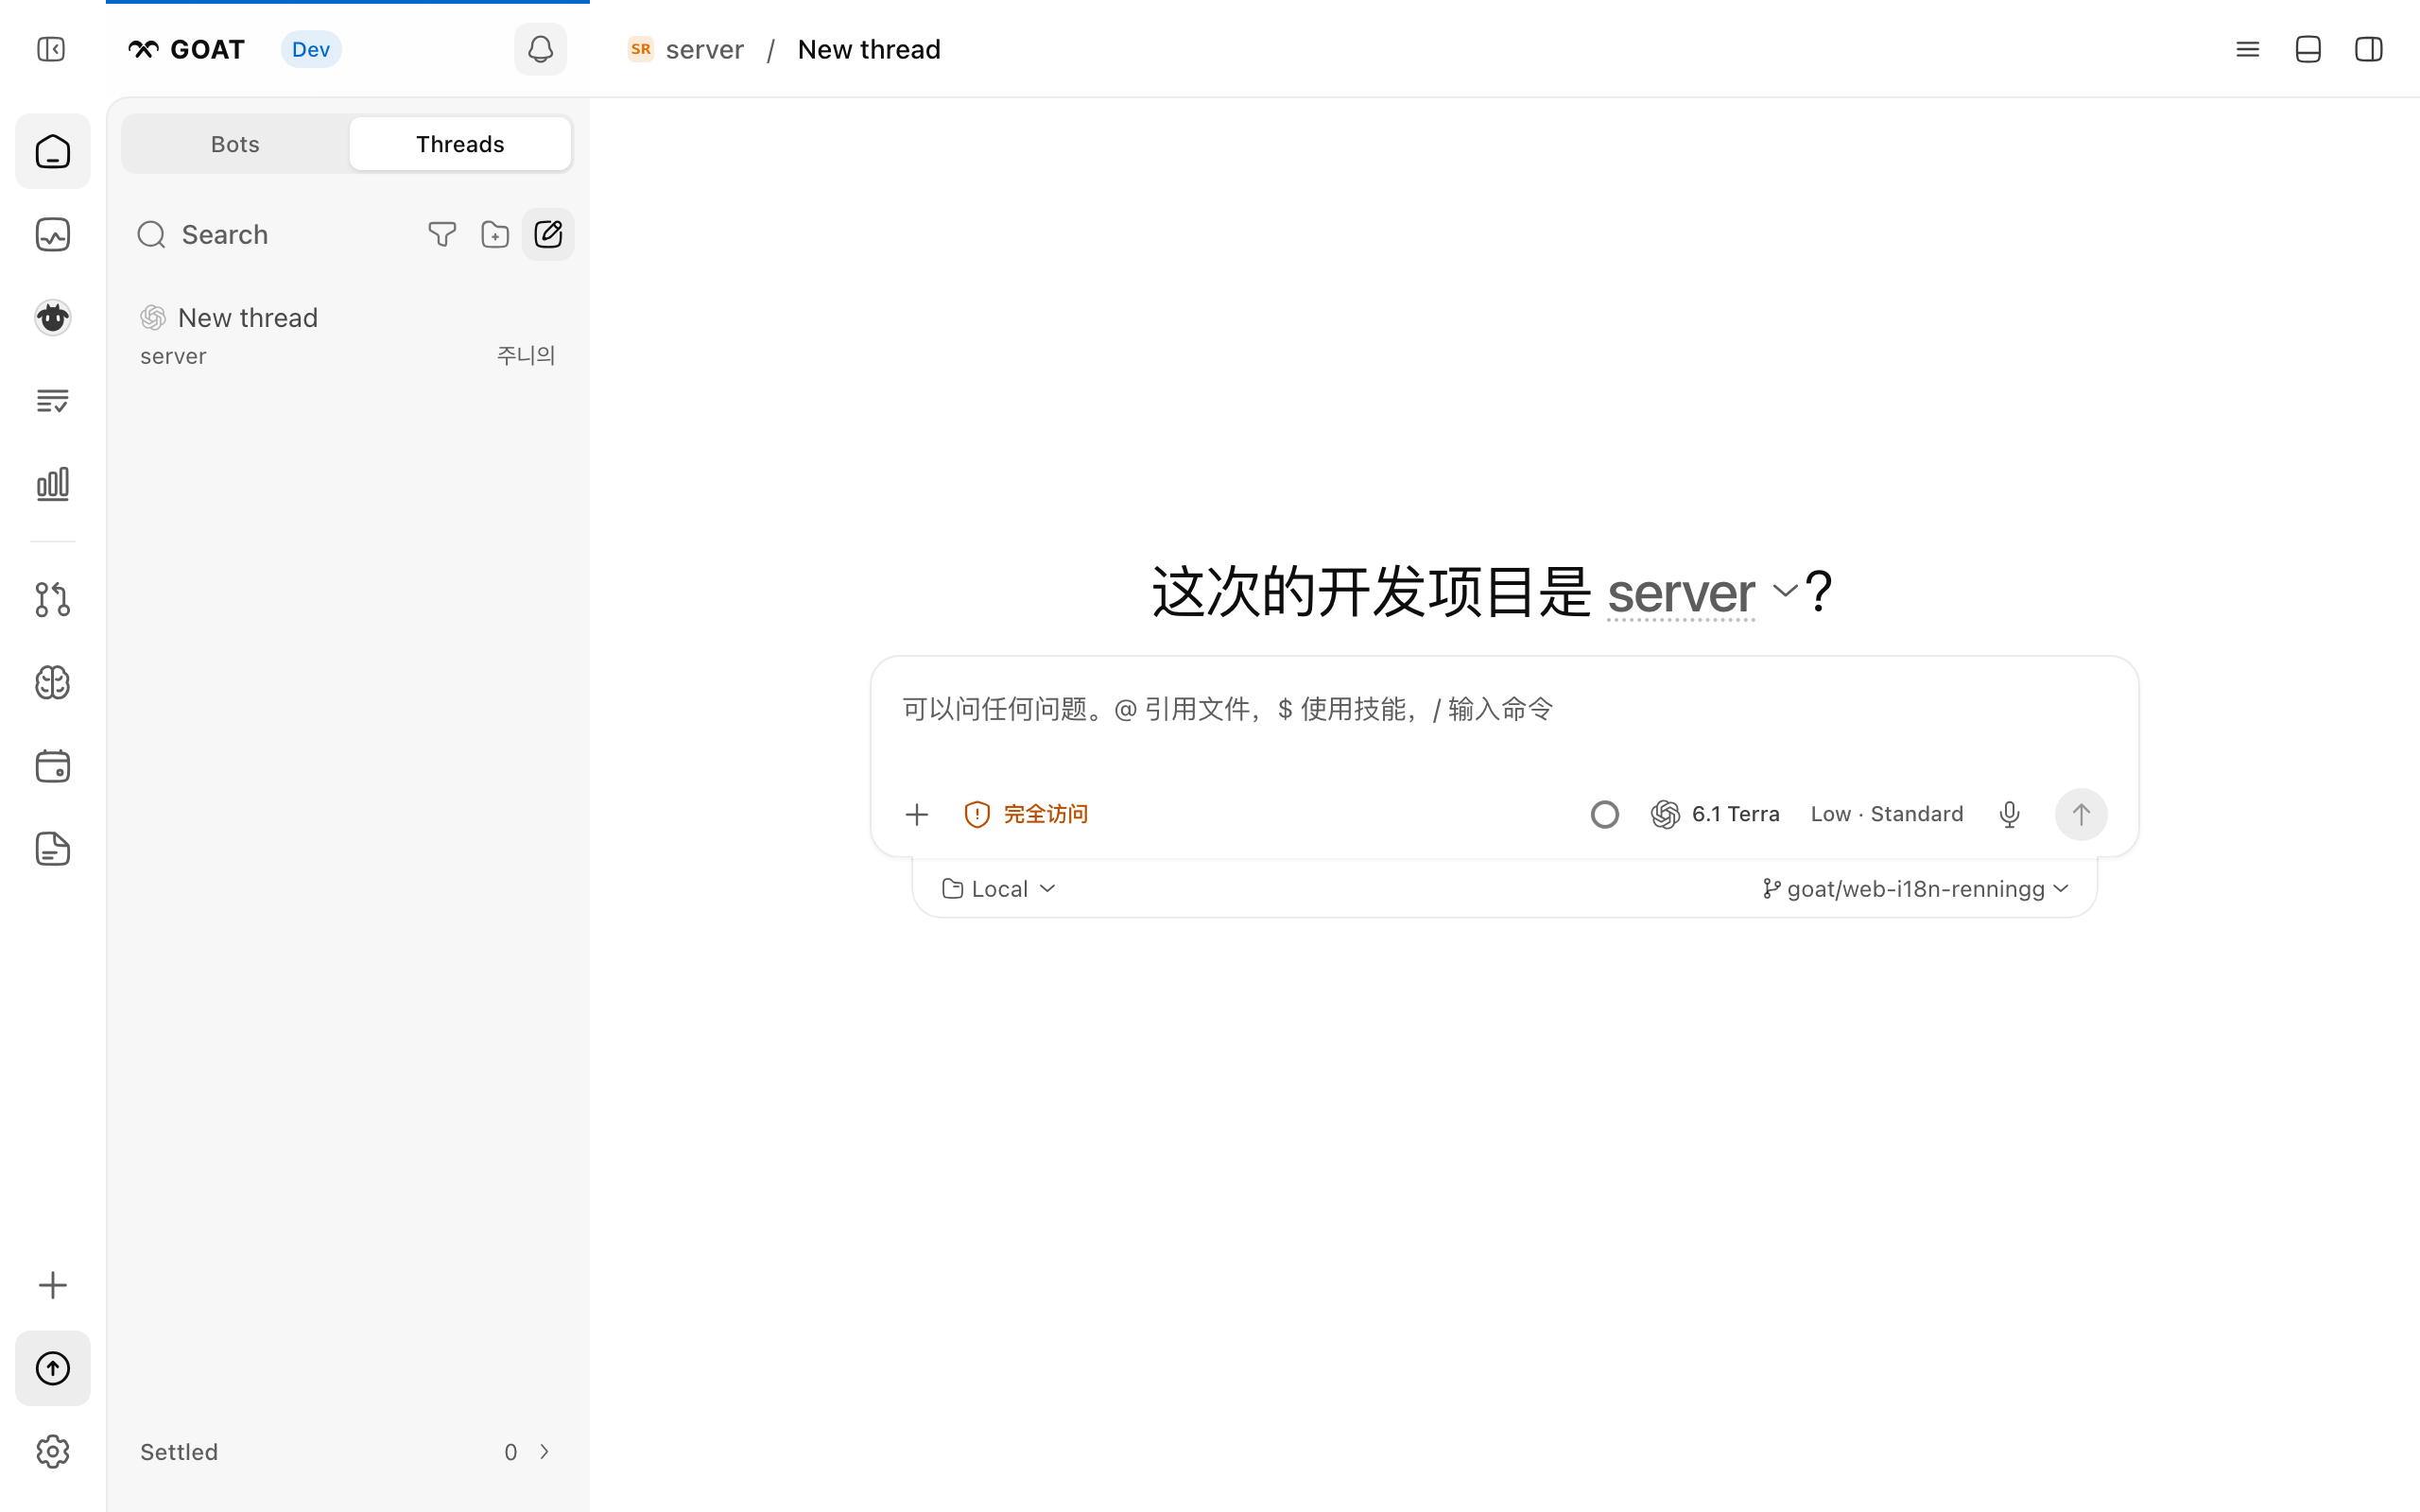 GOAT Dev
SR server / New thread
Bots Threads
Search
New thread
server 주니의
这次的开发项目是 server ?
可以问任何问题。@ 引用文件，$ 使用技能，/ 输入命令
完全访问 6.1 Terra Low · Standard
Local goat/web-i18n-renningg
Settled 0